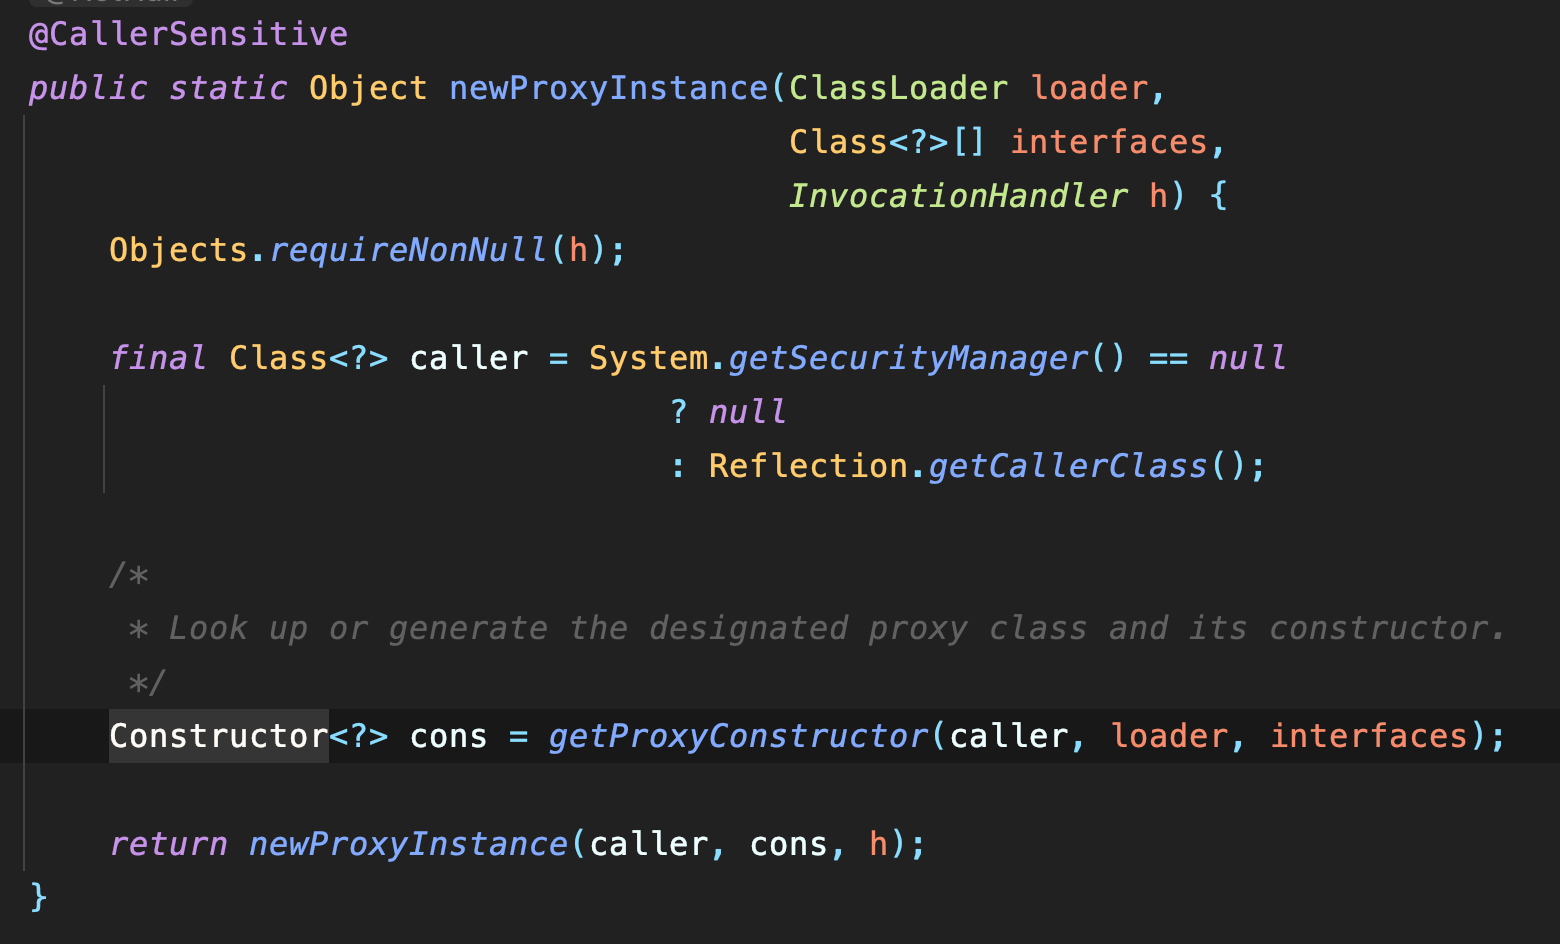 @CallerSensitive
public static Object newProxyInstance(ClassLoader loader,
                                      Class<?>[] interfaces,
                                      InvocationHandler h) {
    Objects.requireNonNull(h);

    final Class<?> caller = System.getSecurityManager() == null
                                ? null
                                : Reflection.getCallerClass();

    /*
     * Look up or generate the designated proxy class and its constructor.
     */
    Constructor<?> cons = getProxyConstructor(caller, loader, interfaces);

    return newProxyInstance(caller, cons, h);
}